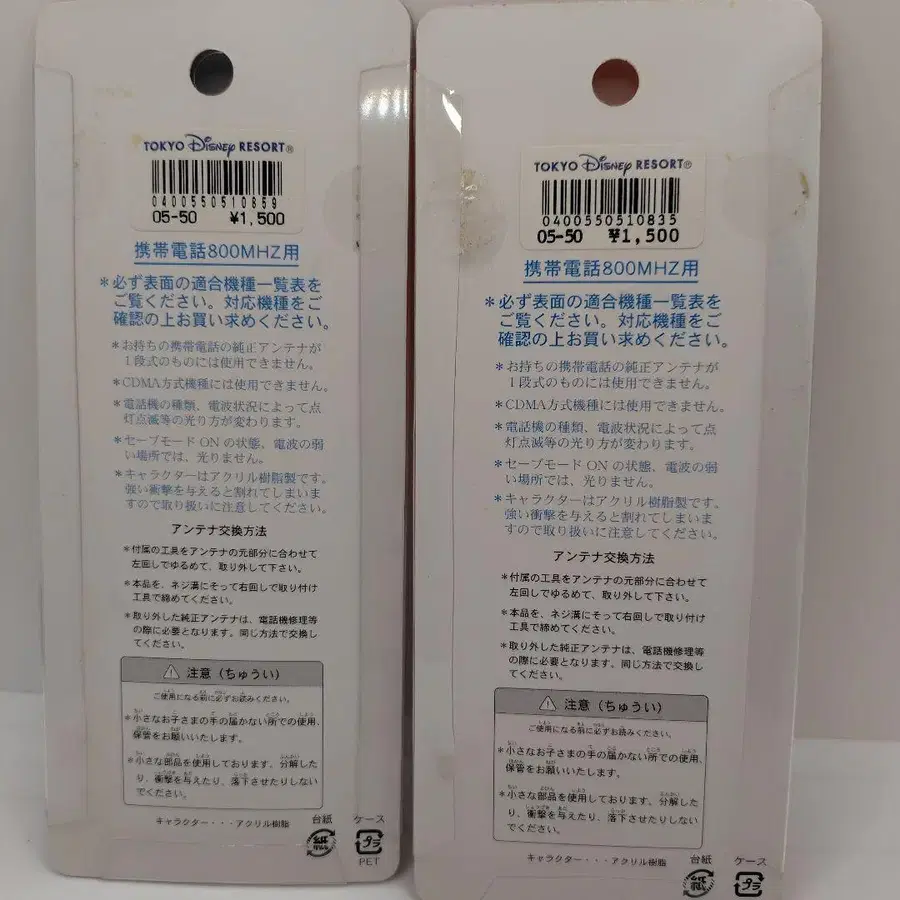 TOKYO Disney RESORT®
0400550510859
05-50 ¥1,500
携帯電話800MHZ用
*必ず表面の適合機種一覧表を
ご覧ください。対応機種をご
確認の上お買い求めください。
*お持ちの携帯電話の純正アンテナが
1段式のものには使用できません。
*CDMA方式機種には使用できません。
*電話機の種類、電波状況によって点
灯点滅等の光り方が変わります。
*セーブモードONの状態、電波の弱
い場所では、光りません。
*キャラクターはアクリル樹脂製です。
強い衝撃を与えると割れてしまいま
すので取り扱いに注意してください。
アンテナ交換方法
*付属の工具をアンテナの元部分に合わせて
左回しでゆるめて、取り外して下さい。
*本品を、ネジ溝にそって右回しで取り付け
工具で締めてください。
*取り外した純正アンテナは、電話機修理等
の際に必要となります。同じ方法で交換し
てください。
注意(ちゅうい)
ご使用になる前に必ずお読みください。
*小さなお子さまの手の届かない所での使用、
保管をお願いいたします。
*小さな部品を使用しております。分解した
り、衝撃を与えたり、落下させたりしない
でください。
キャラクター・・・アクリル樹脂
台紙
紙
ケース
プラ
PET
TOKYO Disney RESORT®
0400550510835
05-50 ¥1,500
携帯電話800MHZ用
*必ず表面の適合機種一覧表を
ご覧ください。対応機種をご
確認の上お買い求めください。
*お持ちの携帯電話の純正アンテナが
1段式のものには使用できません。
*CDMA方式機種には使用できません。
*電話機の種類、電波状況によって点
灯点滅等の光り方が変わります。
*セーブモードONの状態、電波の弱
い場所では、光りません。
*キャラクターはアクリル樹脂製です。
強い衝撃を与えると割れてしまいま
すので取り扱いに注意してください。
アンテナ交換方法
*付属の工具をアンテナの元部分に合わせて
左回しでゆるめて、取り外して下さい。
*本品を、ネジ溝にそって右回しで取り付け
工具で締めてください。
*取り外した純正アンテナは、電話機修理等
の際に必要となります。同じ方法で交換し
てください。
注意(ちゅうい)
ご使用になる前に必ずお読みください。
*小さなお子さまの手の届かない所での使用、
保管をお願いいたします。
*小さな部品を使用しております。分解した
り、衝撃を与えたり、落下させたりしない
でください。
キャラクター・・・アクリル樹脂
台紙
紙
ケース
プラ